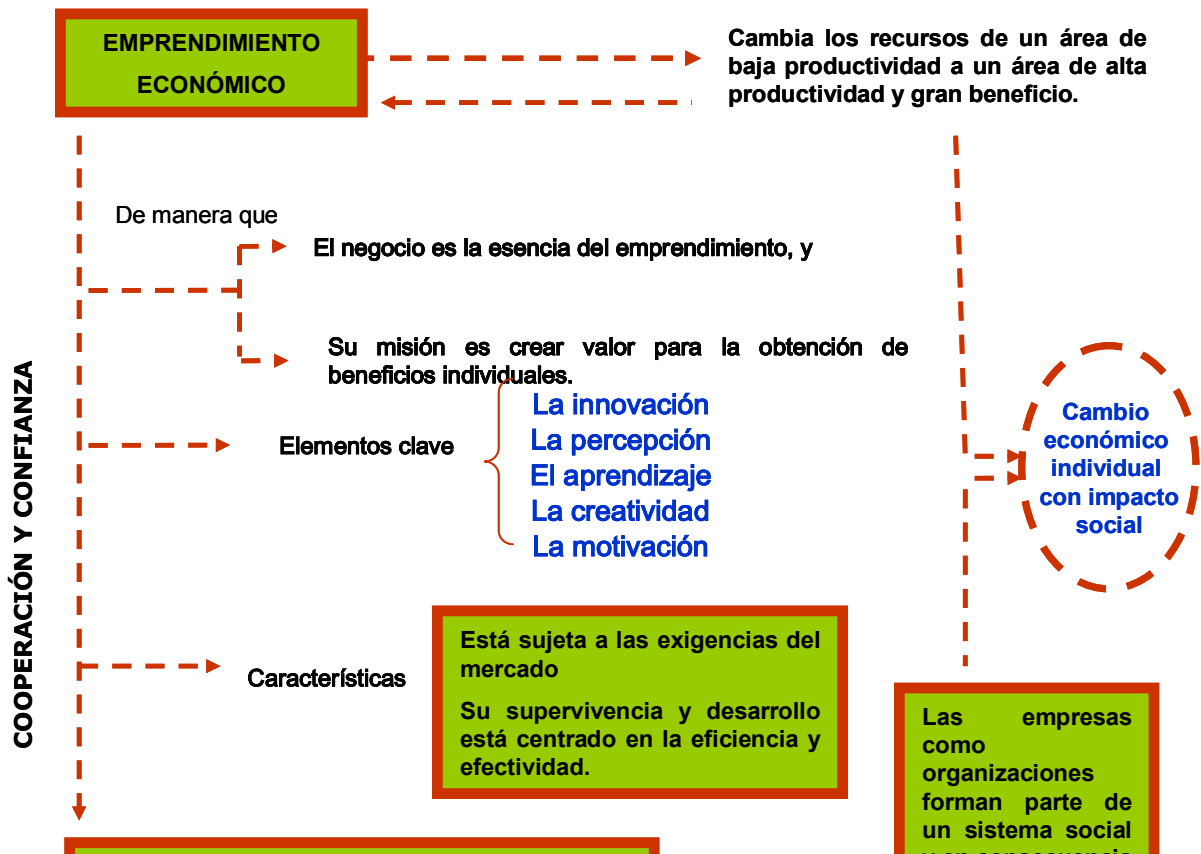 EMPRENDIMIENTO
ECONÓMICO
Cambia los recursos de un área de
baja productividad a un área de alta
productividad y gran beneficio.
De manera que
El negocio es la esencia del emprendimiento, y
Su misión es crear valor para la obtención de
beneficios individuales.
Elementos clave
La innovación
La percepción
El aprendizaje
La creatividad
La motivación
Cambio
económico
individual
con impacto
social
COOPERACIÓN Y CONFIANZA
Características
Está sujeta a las exigencias del
mercado
Su supervivencia y desarrollo
está centrado en la eficiencia y
efectividad.
Las empresas
como
organizaciones
forman parte de
un sistema social
y en consecuencia